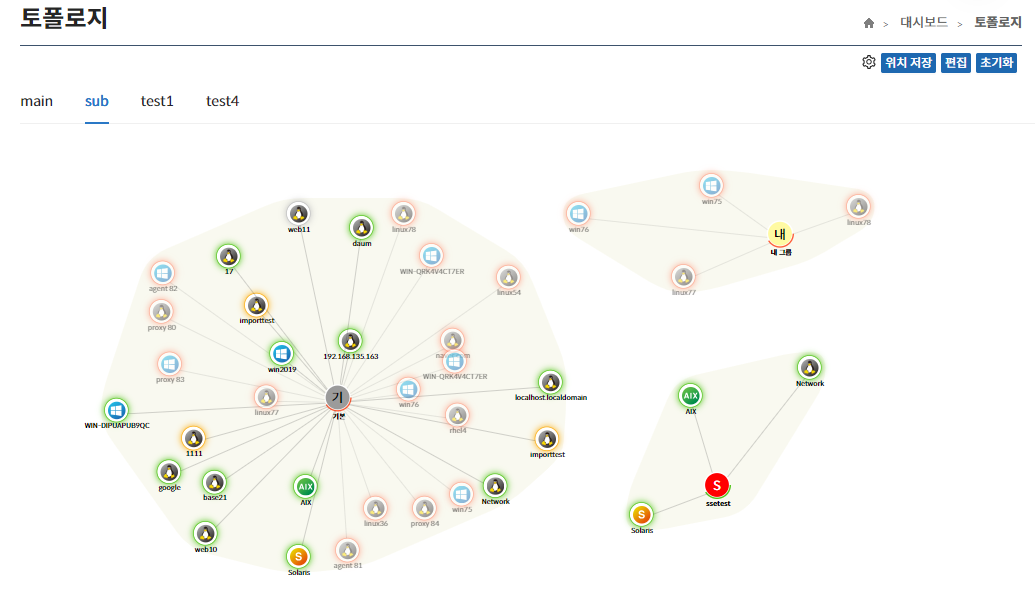 토폴로지
> 대시보드 > 토폴로지
위치 저장 편집 초기화
main sub test1 test4
win75
win76
linux78
내
내 그룹
linux77
web11
linux78
daum
17
WIN-QRK4V4CT7ER
agent 82
linux54
importtest
proxy 80
192.168.135.163
win2019
WIN-QRK4V4CT7ER
proxy 83
win76
linux77
기
기본
localhost.localdomain
WIN-DIPUAPUB9QC
rhel4
1111
importtest
google
base21
AIX
AIX
Network
win75
linux36
proxy 84
web10
S
Solaris
agent 81
Network
AIX
AIX
S
ssetest
S
Solaris